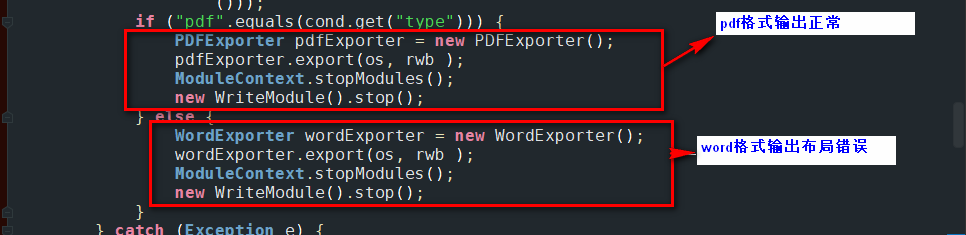 ()));
if ("pdf".equals(cond.get("type"))) {
PDFExporter pdfExporter = new PDFExporter();
pdfExporter.export(os, rwb );
ModuleContext.stopModules();
new WriteModule().stop();
pdf格式输出正常
} else {
WordExporter wordExporter = new WordExporter();
wordExporter.export(os, rwb );
ModuleContext.stopModules();
new WriteModule().stop();
word格式输出布局错误
}
} catch (Exception e) {